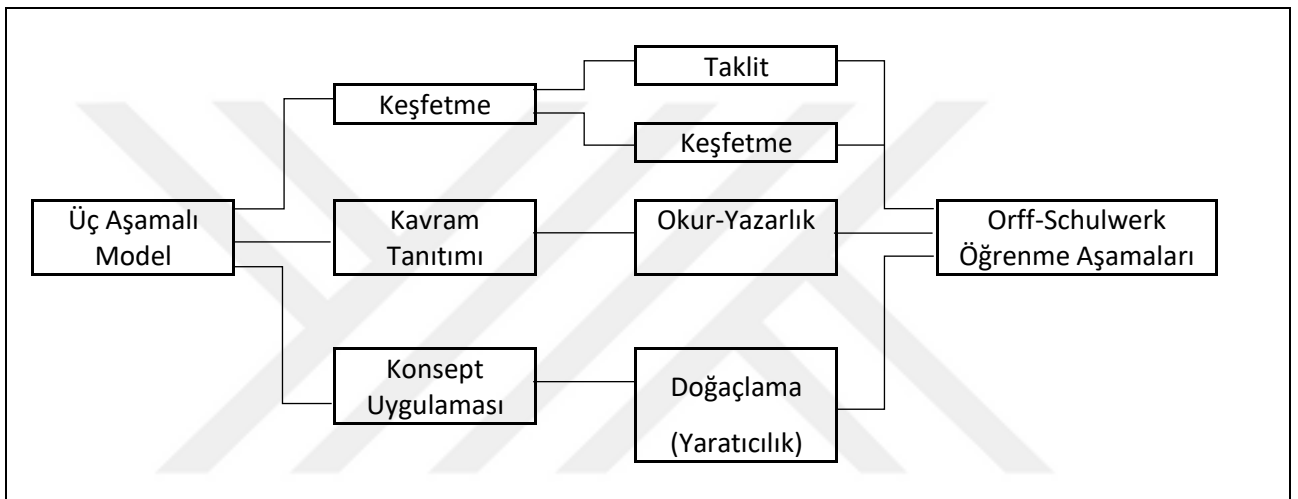 Taklit
Keşfetme
Keşfetme
Üç Aşamalı
Model
Kavram
Tanıtımı
Okur-Yazarlık
Orff-Schulwerk
Öğrenme Aşamaları
Konsept
Uygulaması
Doğaçlama
(Yaratıcılık)